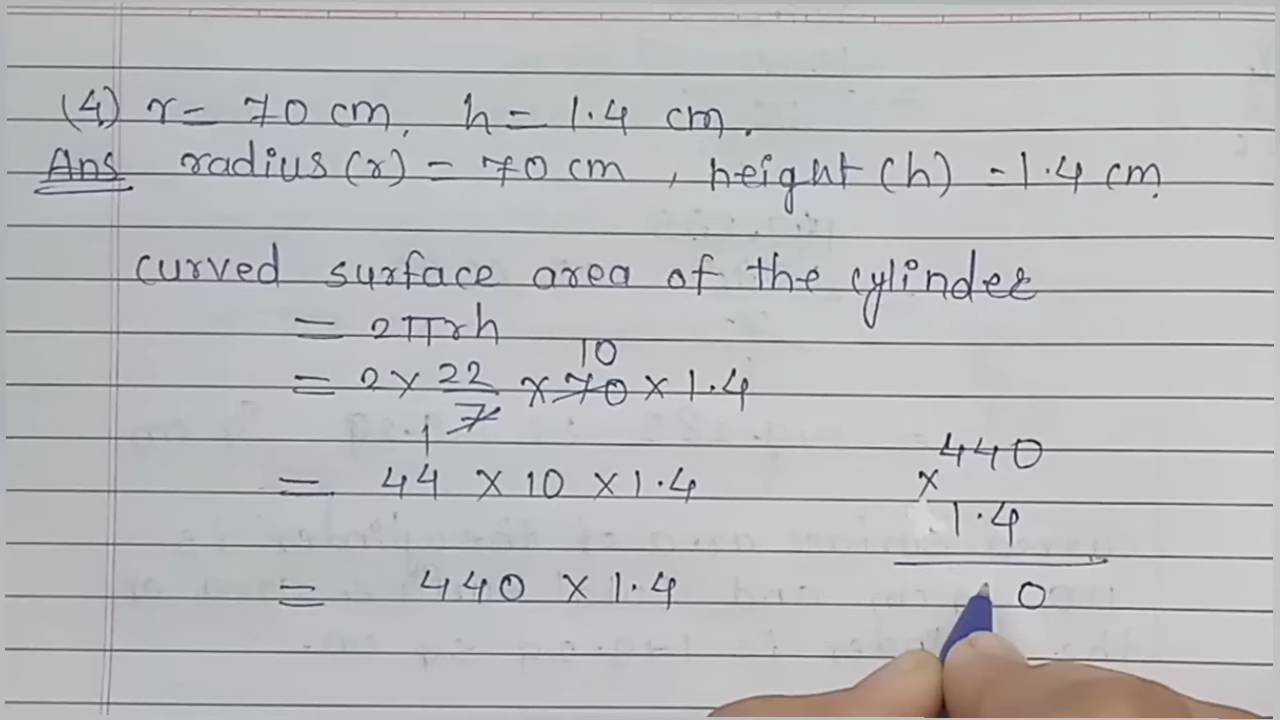 (4) r = 70 cm, h = 1.4 cm.
Ans radius (r) = 70 cm, height (h) = 1.4 cm.
curved surface area of the cylinder
= 2πrh
10
= 2 × 22/7 × 70 × 1.4
1
= 44 × 10 × 1.4
= 440 × 1.4
440
×
1.4
0